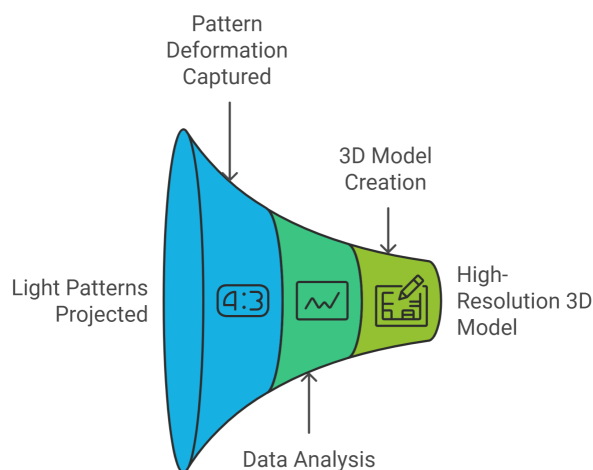 Pattern
Deformation
Captured
3D Model
Creation
Light Patterns
Projected
4:3
High-
Resolution 3D
Model
Data Analysis